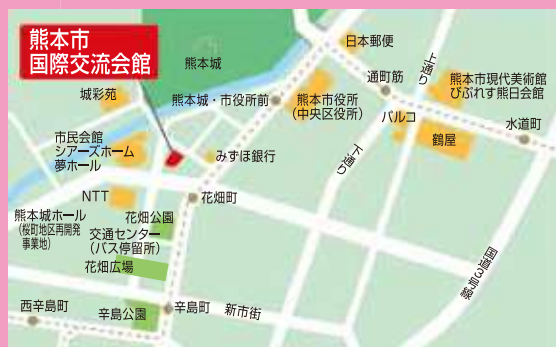 熊本市
国際交流会館
熊本城
日本郵便
上通り
通町筋
熊本市現代美術館
びぷれす熊日会館
城彩苑
熊本城・市役所前
熊本市役所
(中央区役所)
パルコ
鶴屋
水道町
市民会館
シアーズホーム
夢ホール
みずほ銀行
下通り
NTT
花畑町
熊本城ホール
(桜町地区再開発
事業地)
花畑公園
交通センター
(バス停留所)
花畑広場
国道3号線
西辛島町
辛島公園
辛島町
新市街